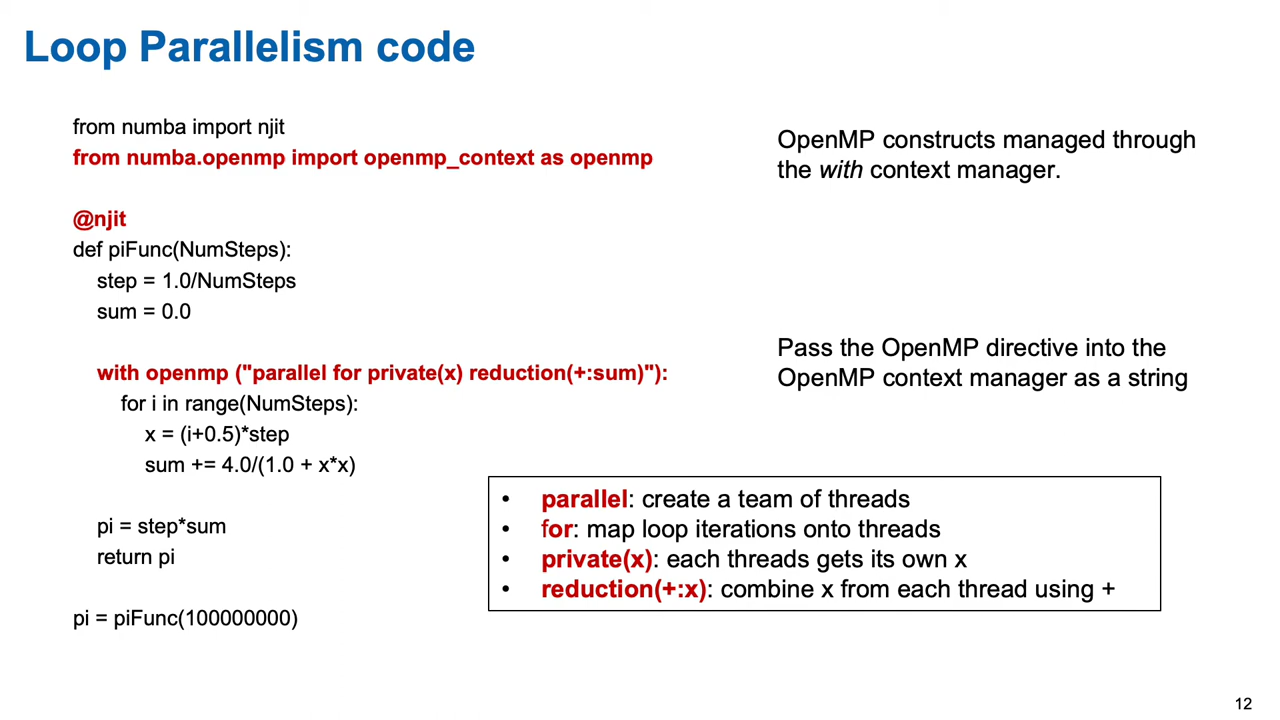 Loop Parallelism code
from numba import njit
from numba.openmp import openmp_context as openmp
@njit
def piFunc(NumSteps):
step = 1.0/NumSteps
sum = 0.0
with openmp ("parallel for private(x) reduction(+:sum)"):
for i in range(NumSteps):
x = (i+0.5)*step
sum += 4.0/(1.0 + x*x)
pi = step*sum
return pi
pi = piFunc(100000000)
OpenMP constructs managed through
the with context manager.
Pass the OpenMP directive into the
OpenMP context manager as a string
• parallel: create a team of threads
• for: map loop iterations onto threads
• private(x): each threads gets its own x
• reduction(+:x): combine x from each thread using +
12